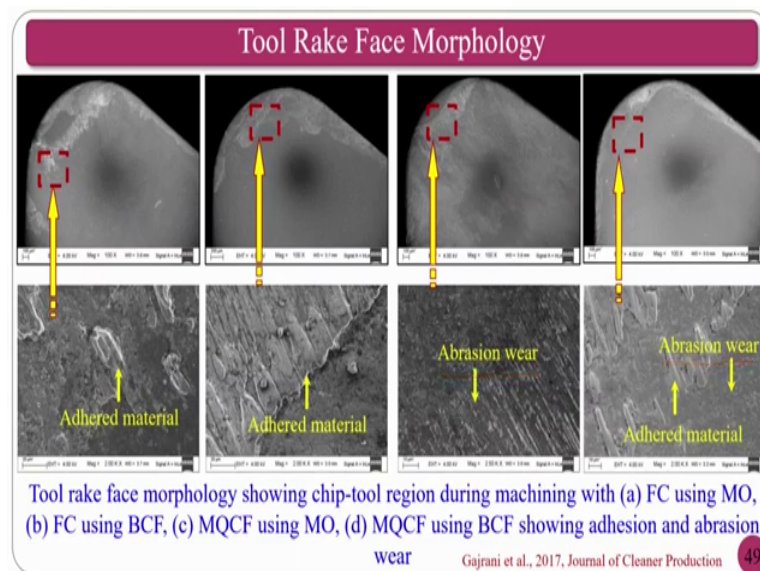 Tool Rake Face Morphology
Adhered material
Adhered material
Abrasion wear
Abrasion wear
Adhered material
Tool rake face morphology showing chip-tool region during machining with (a) FC using MO,
(b) FC using BCF, (c) MQCF using MO, (d) MQCF using BCF showing adhesion and abrasion
wear
Gajrani et al., 2017, Journal of Cleaner Production
49